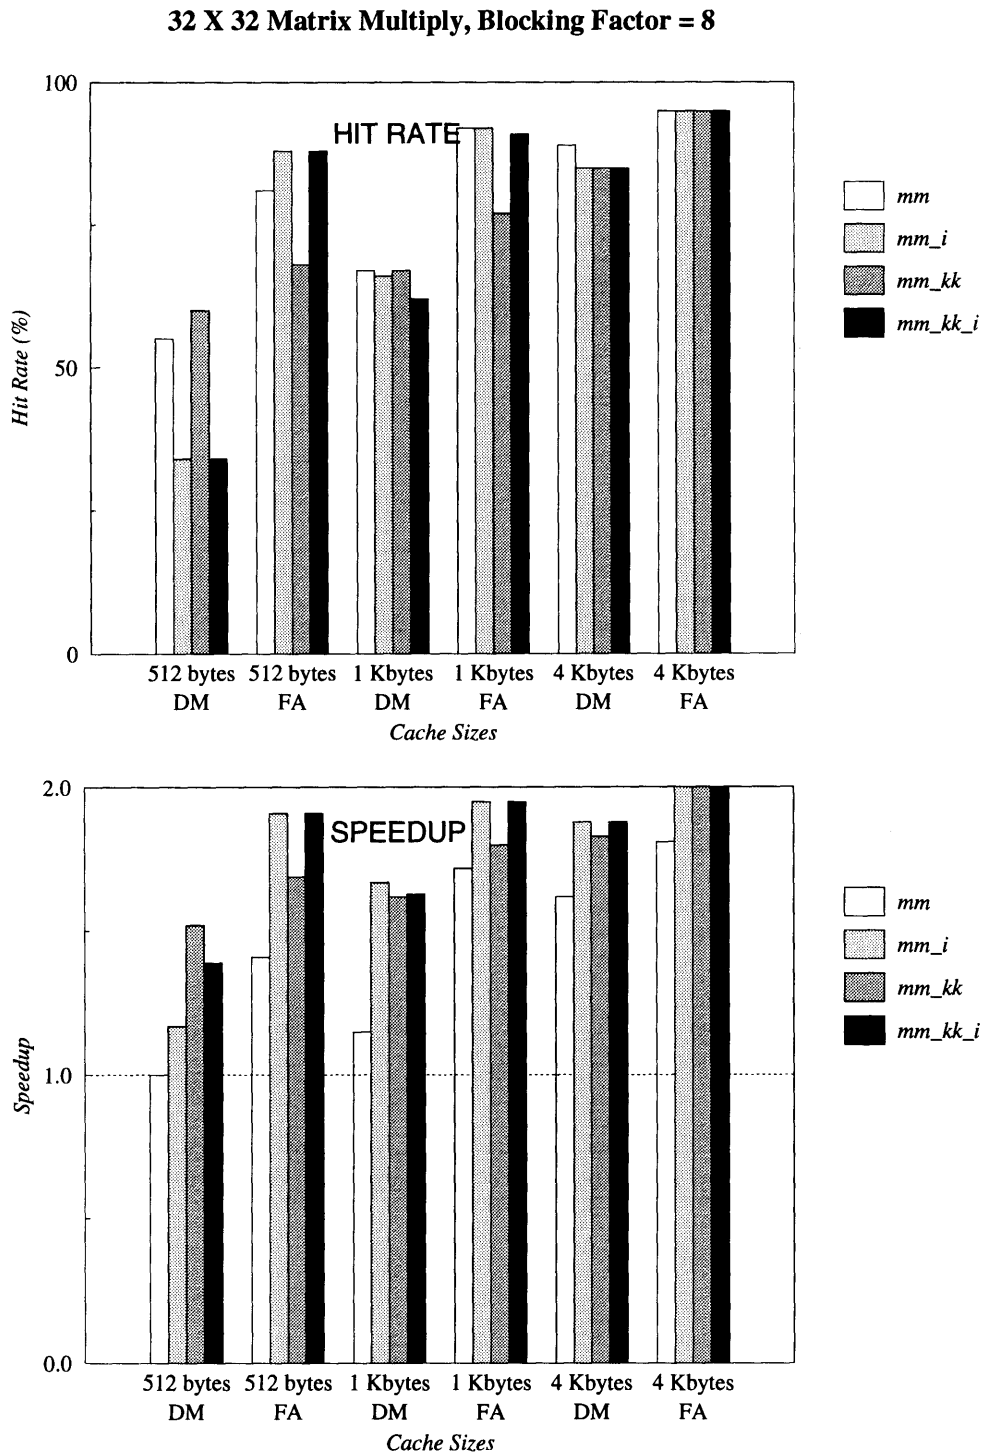 32 X 32 Matrix Multiply, Blocking Factor = 8
100
HIT RATE
mm
mm_i
mm_kk
mm_kk_i
Hit Rate (%)
50
0
512 bytes 512 bytes 1 Kbytes 1 Kbytes 4 Kbytes 4 Kbytes
DM FA DM FA DM FA
Cache Sizes
2.0
SPEEDUP
mm
mm_i
mm_kk
mm_kk_i
Speedup
1.0
0.0
512 bytes 512 bytes 1 Kbytes 1 Kbytes 4 Kbytes 4 Kbytes
DM FA DM FA DM FA
Cache Sizes